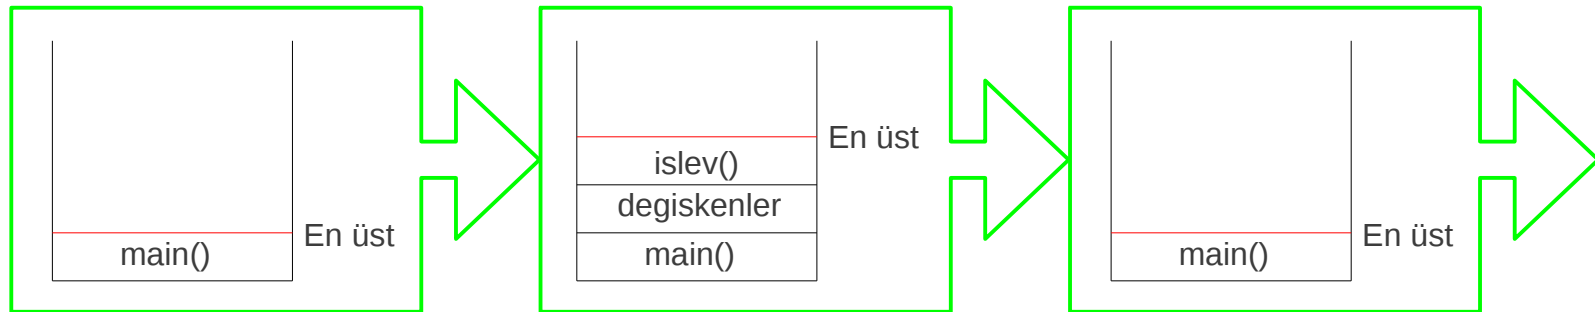 main()
En üst
islev()
degiskenler
main()
En üst
main()
En üst